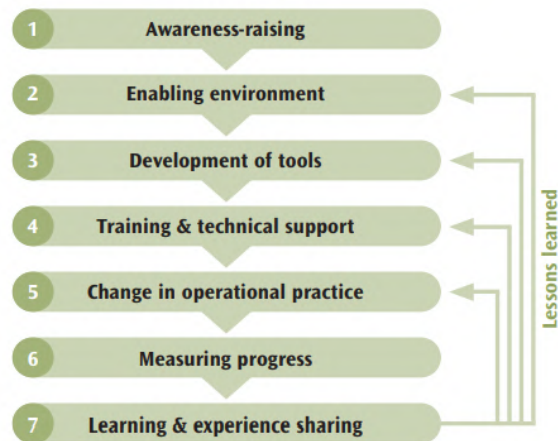 1 Awareness-raising
2 Enabling environment
3 Development of tools
4 Training & technical support
5 Change in operational practice
6 Measuring progress
7 Learning & experience sharing
Lessons learned